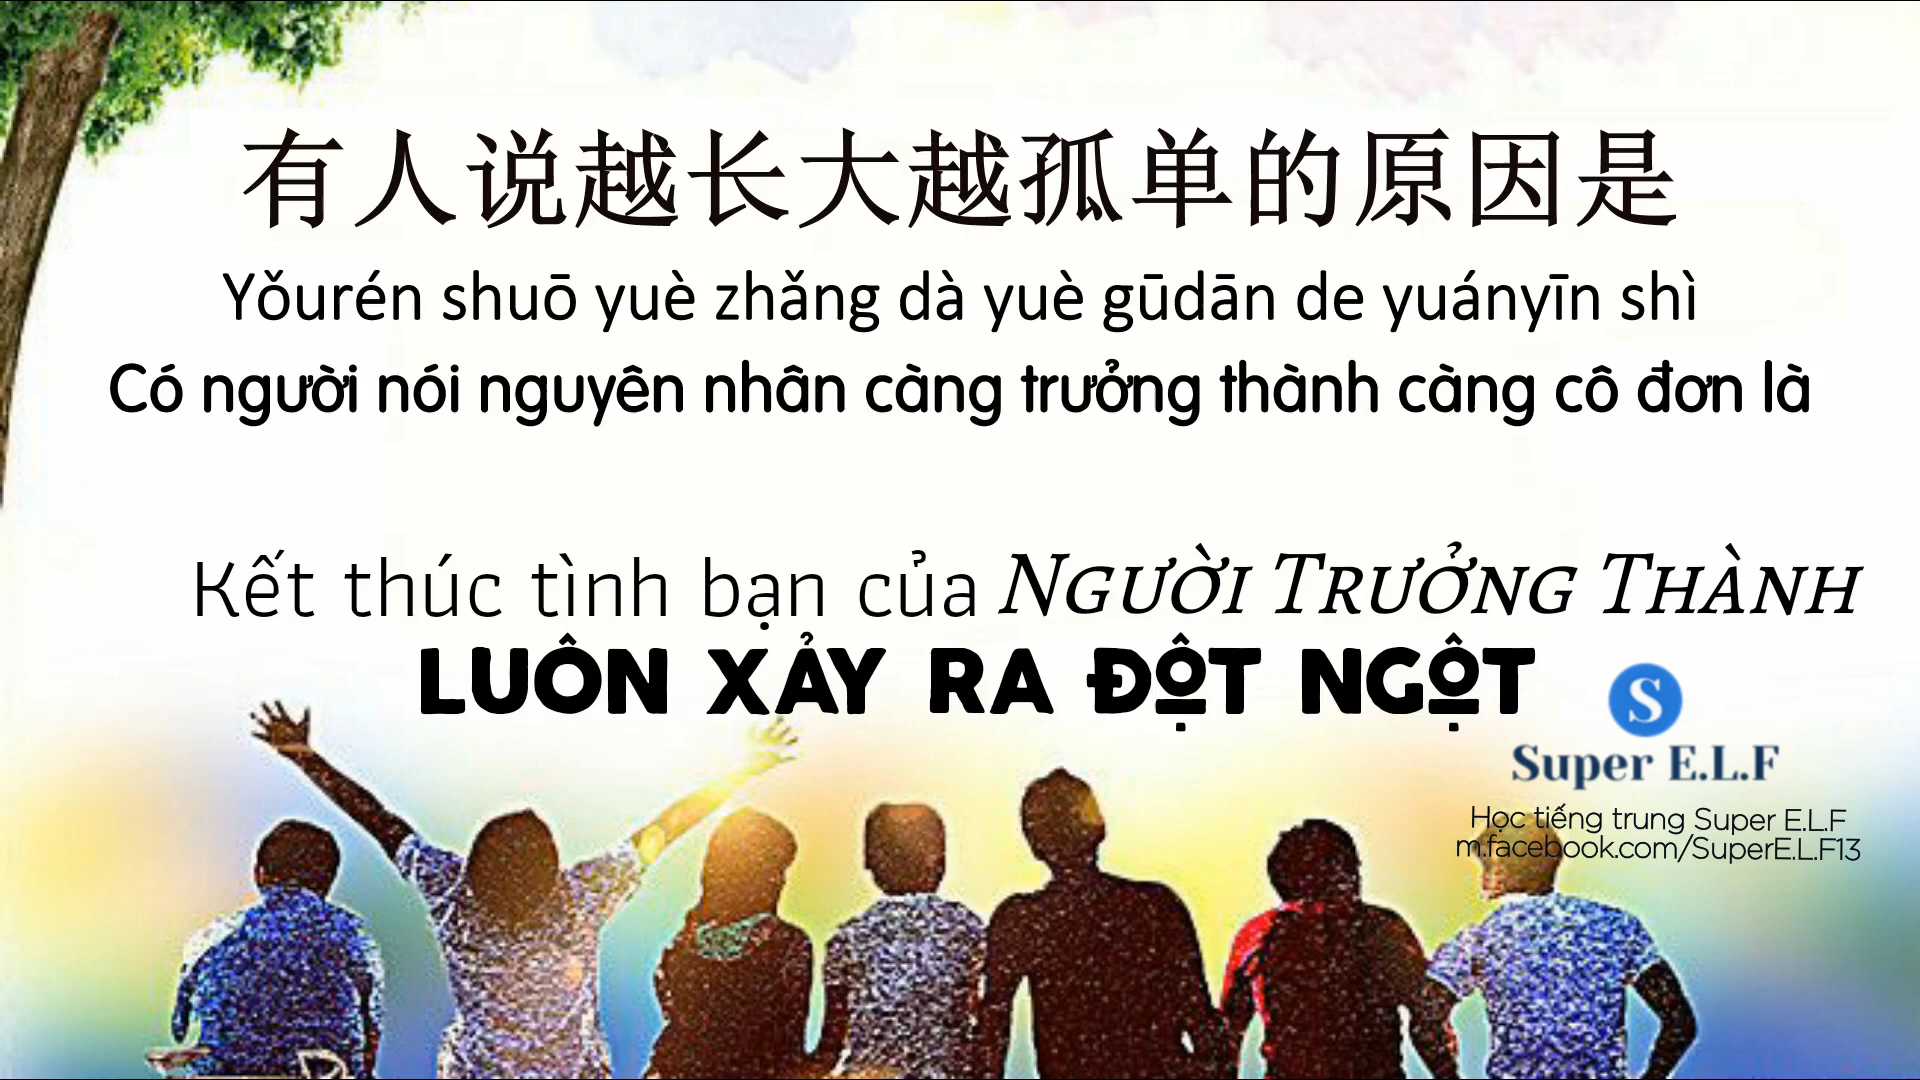 有人说越长大越孤单的原因是
Yǒurén shuō yuè zhǎng dà yuè gūdān de yuányīn shì
Có người nói nguyên nhân càng trưởng thành càng cô đơn là
Kết thúc tình bạn của NGƯỜI TRƯỞNG THÀNH
LUÔN XẢY RA ĐỘT NGỘT
S
Super E.L.F
Học tiếng trung Super E.L.F
m.facebook.com/SuperE.L.F13